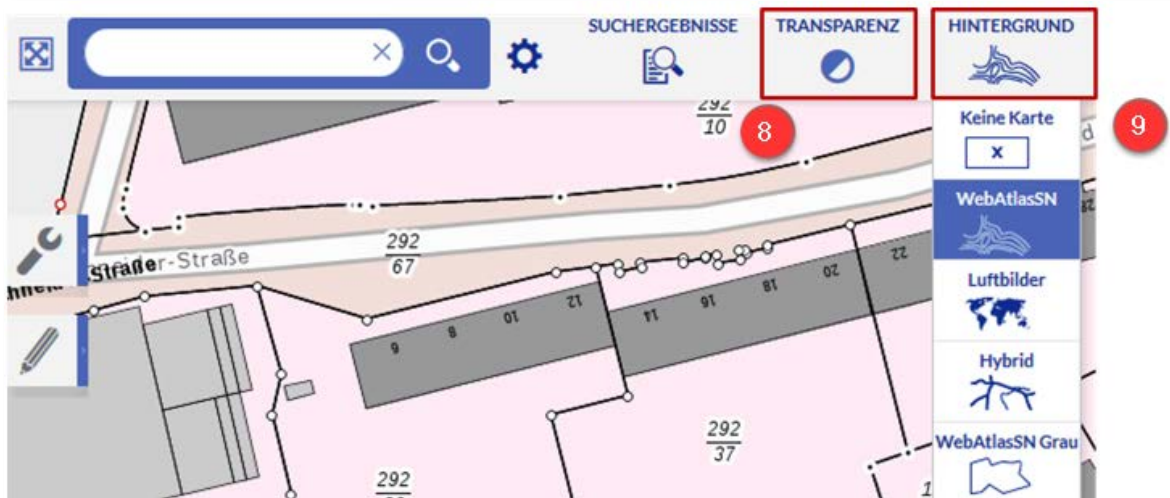 SUCHERGEBNISSE
TRANSPARENZ
HINTERGRUND
292
10
8
9
Keine Karte
x
WebAtlasSN
292
67
Straße
r-Straße
Luftbilder
6
8
10
12
14
16
18
20
22
Hybrid
292
37
WebAtlasSN Grau
292